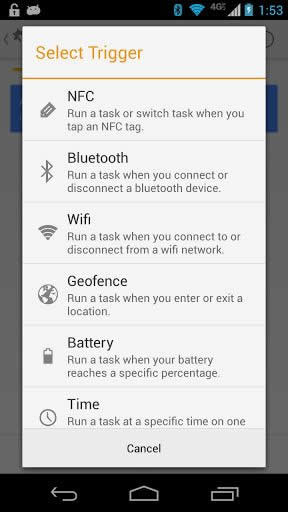 4G
1:53
Select Trigger
NFC
Run a task or switch task when you
tap an NFC tag.
Bluetooth
Run a task when you connect or
disconnect a bluetooth device.
Wifi
Run a task when you connect to or
disconnect from a wifi network.
Geofence
Run a task when you enter or exit a
location.
Battery
Run a task when your battery
reaches a specific percentage.
Time
Run a task at a specific time on one
Cancel